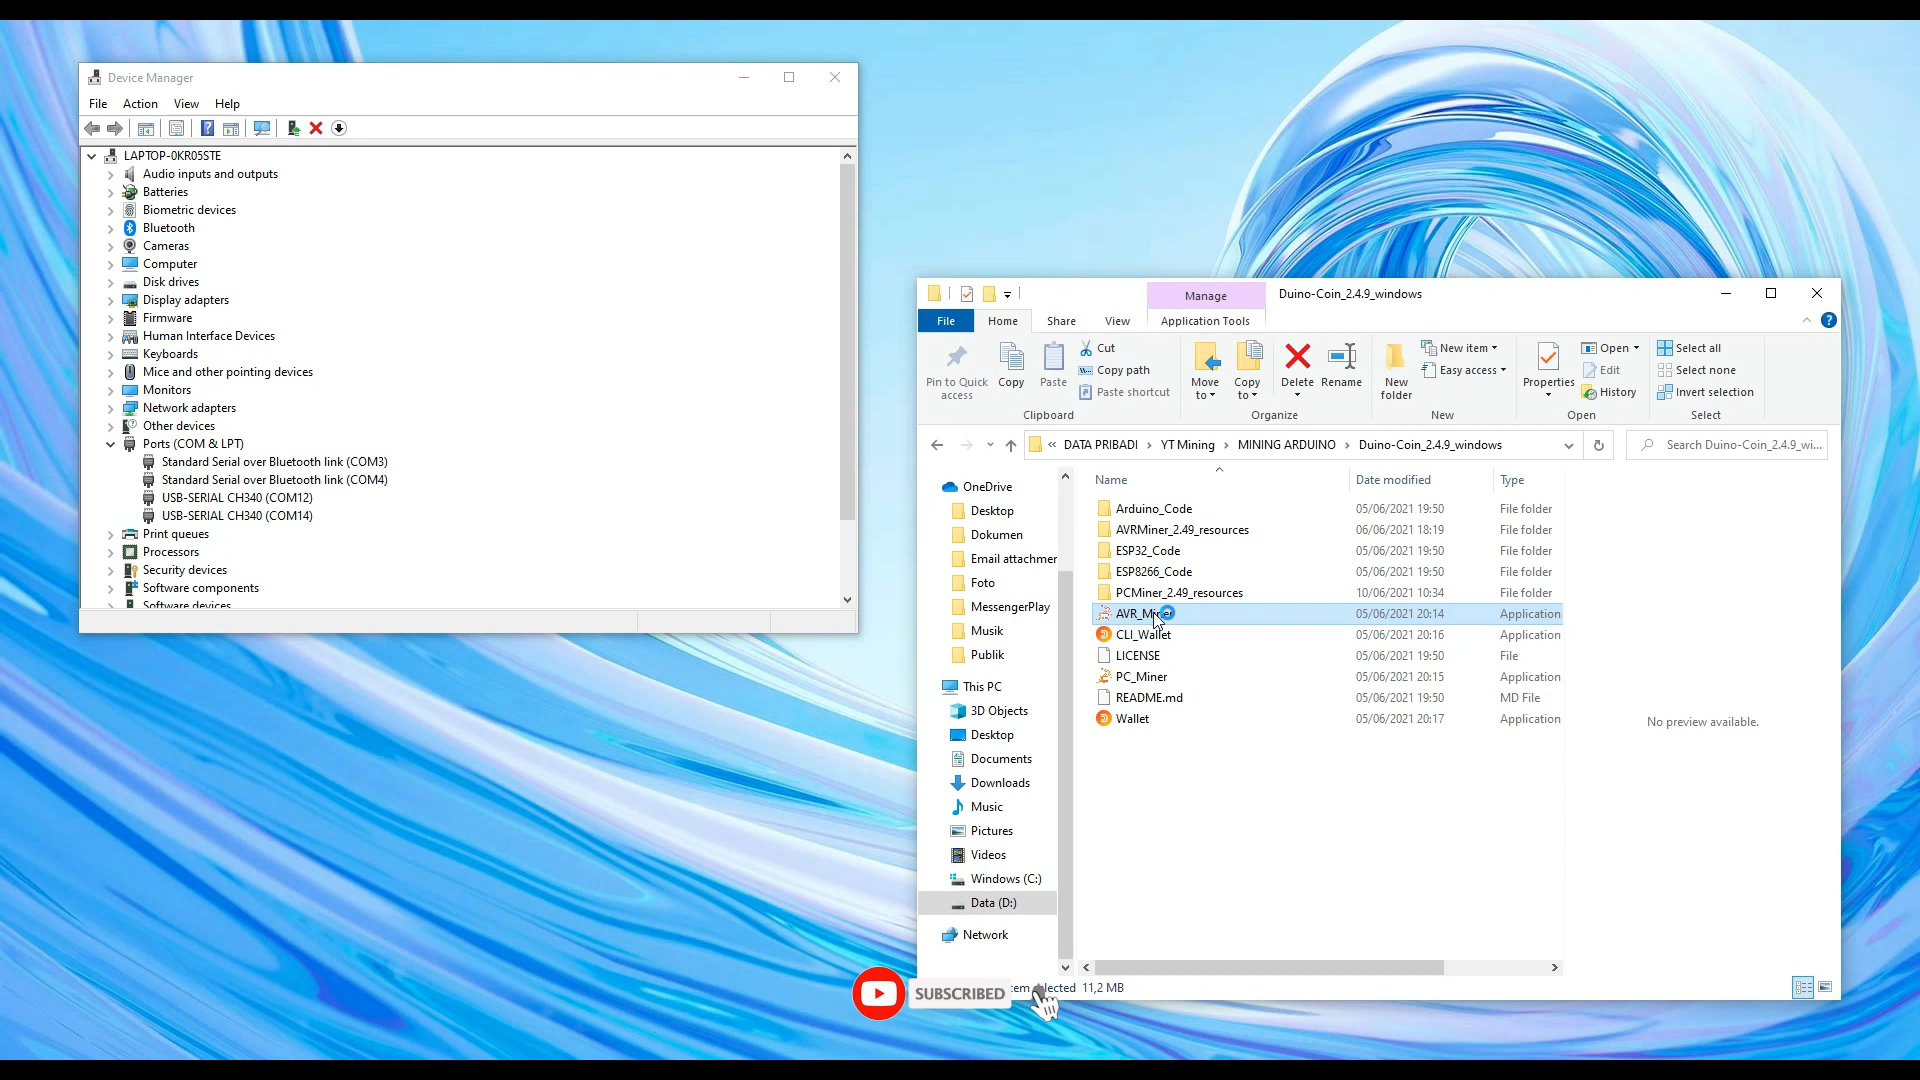 Device Manager
File Action View Help
LAPTOP-0KR05STE
Audio inputs and outputs
Batteries
Biometric devices
Bluetooth
Cameras
Computer
Disk drives
Display adapters
Firmware
Human Interface Devices
Keyboards
Mice and other pointing devices
Monitors
Network adapters
Other devices
Ports (COM & LPT)
Standard Serial over Bluetooth link (COM3)
Standard Serial over Bluetooth link (COM4)
USB-SERIAL CH340 (COM12)
USB-SERIAL CH340 (COM14)
Print queues
Processors
Security devices
Software components
Software devices
Manage Duino-Coin_2.4.9_windows
File Home Share View Application Tools
Pin to Quick access
Copy
Paste
Cut
Copy path
Paste shortcut
Clipboard
Move to
Copy to
Delete
Rename
Organize
New folder
New item
Easy access
New
Properties
Open
Edit
History
Open
Select all
Select none
Invert selection
Select
« DATA PRIBADI › YT Mining › MINING ARDUINO › Duino-Coin_2.4.9_windows
Search Duino-Coin_2.4.9_wi...
OneDrive
Desktop
Dokumen
Email attachmer
Foto
MessengerPlay
Musik
Publik
This PC
3D Objects
Desktop
Documents
Downloads
Music
Pictures
Videos
Windows (C:)
Data (D:)
Network
Name Date modified Type
Arduino_Code 05/06/2021 19:50 File folder
AVRMiner_2.49_resources 06/06/2021 18:19 File folder
ESP32_Code 05/06/2021 19:50 File folder
ESP8266_Code 05/06/2021 19:50 File folder
PCMiner_2.49_resources 10/06/2021 10:34 File folder
AVR_Miner 05/06/2021 20:14 Application
CLI_Wallet 05/06/2021 20:16 Application
LICENSE 05/06/2021 19:50 File
PC_Miner 05/06/2021 20:15 Application
README.md 05/06/2021 19:50 MD File
Wallet 05/06/2021 20:17 Application
No preview available.
SUBSCRIBED
tem selected 11,2 MB